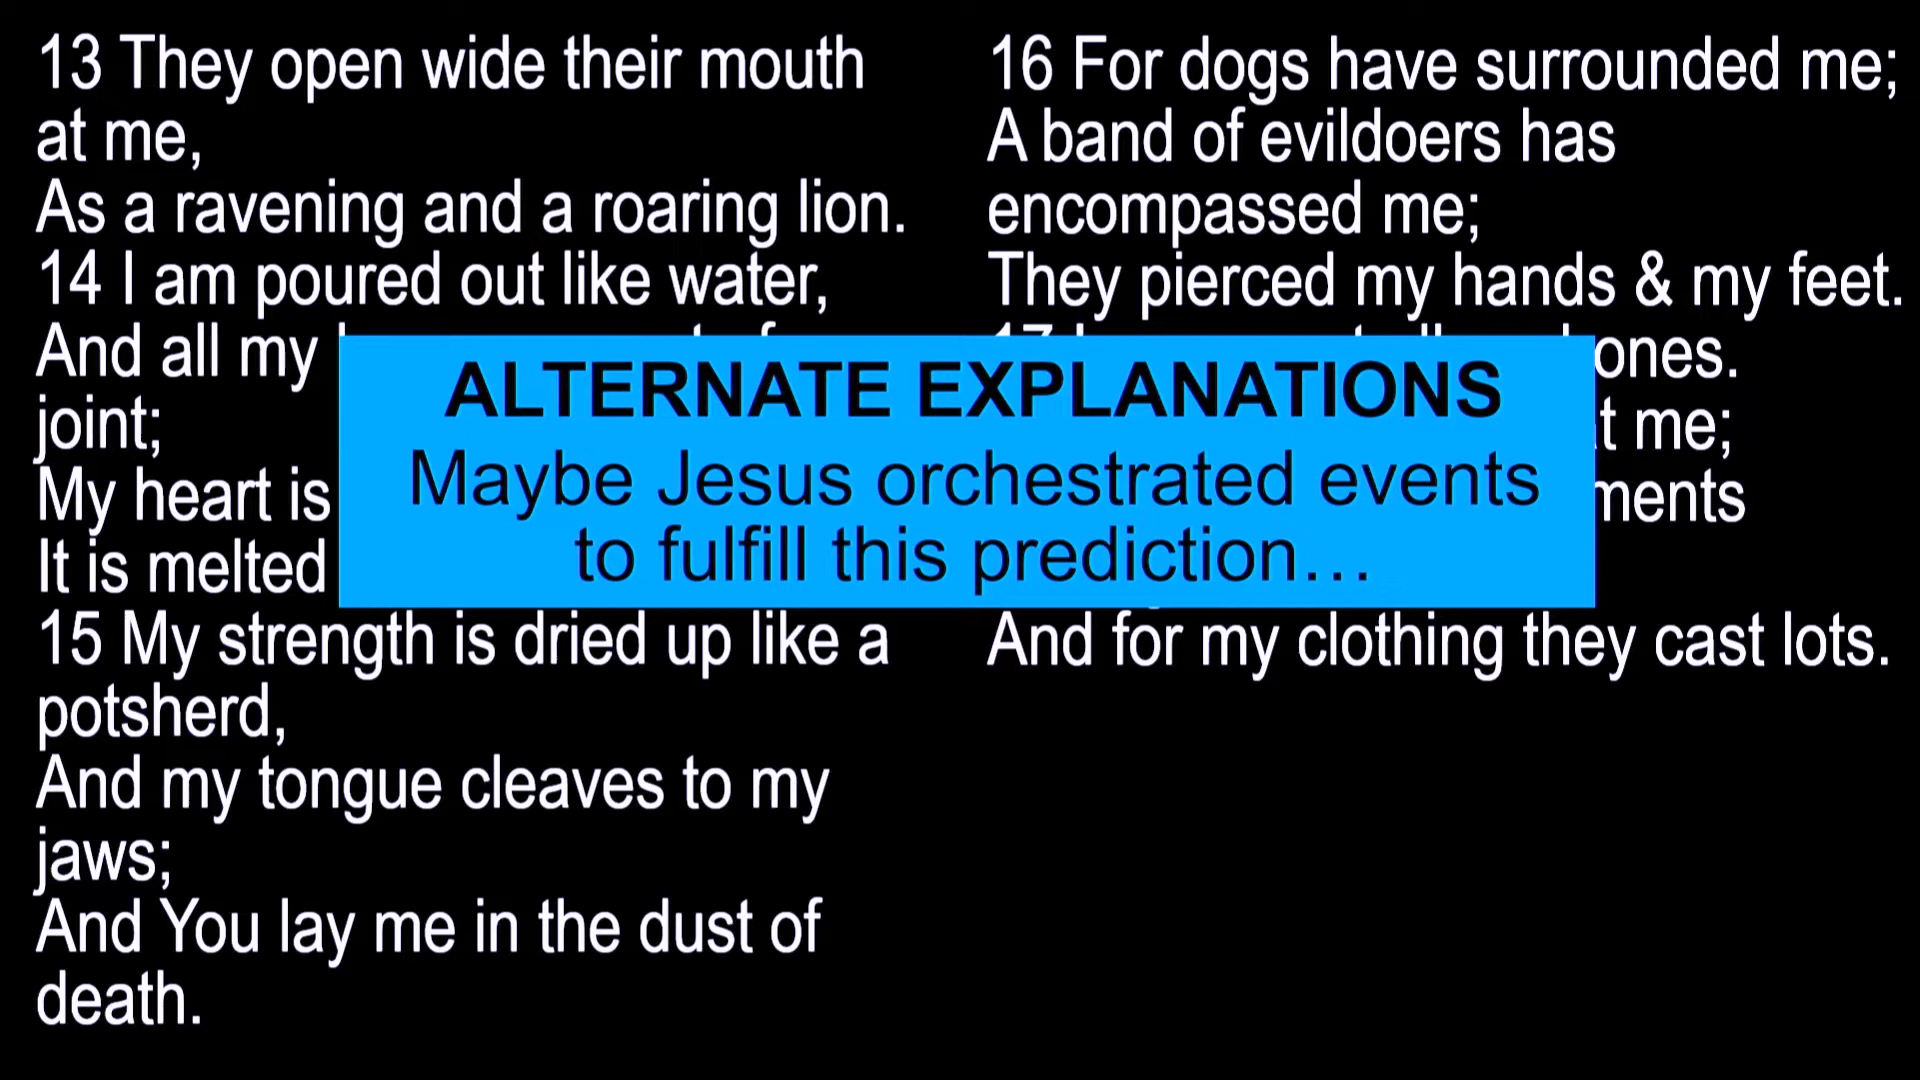 13 They open wide their mouth
at me,
As a ravening and a roaring lion.
14 I am poured out like water,
And all my
joint;
My heart is
It is melted
15 My strength is dried up like a
potsherd,
And my tongue cleaves to my
jaws;
And You lay me in the dust of
death.
16 For dogs have surrounded me;
A band of evildoers has
encompassed me;
They pierced my hands & my feet.
ones.
t me;
ments
And for my clothing they cast lots.
ALTERNATE EXPLANATIONS
Maybe Jesus orchestrated events
to fulfill this prediction…